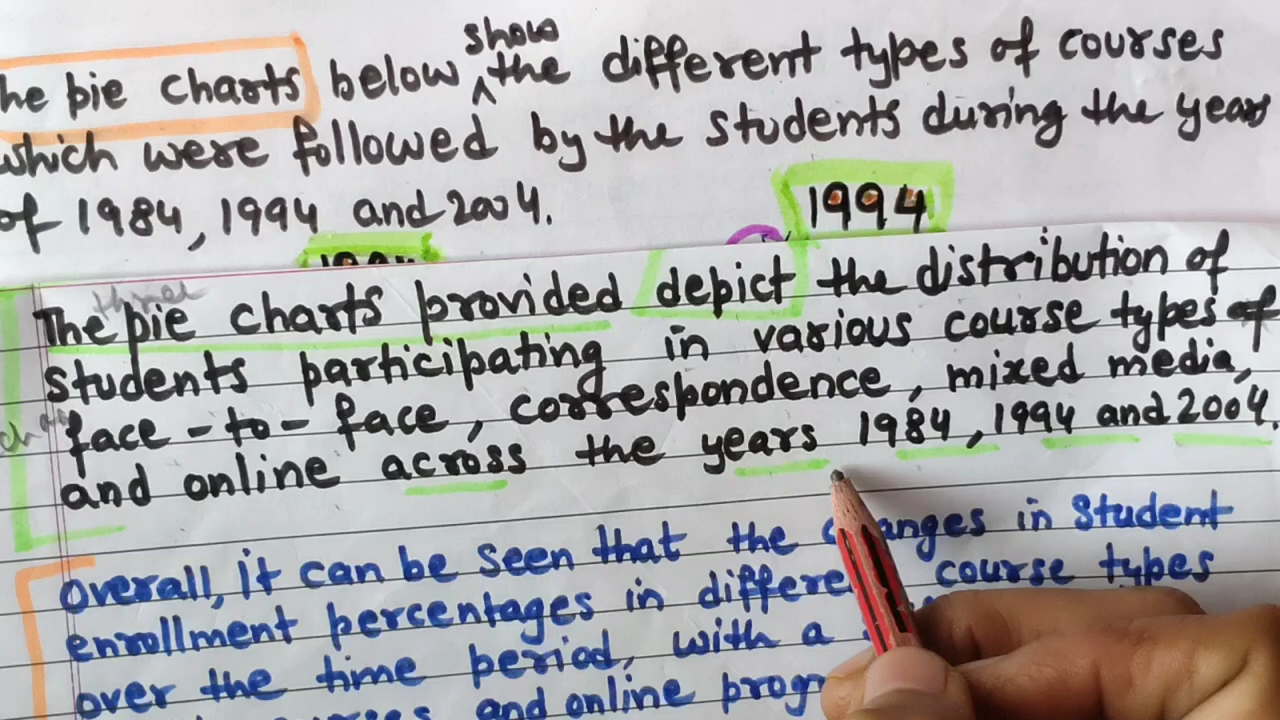 he pie charts below show the different types of courses
which were followed by the students during the years
of 1984, 1994 and 2004.
1994
three
The pie charts provided depict the distribution of
students participating in various course types of
face-to-face, correspondence, mixed media,
and online across the years 1984, 1994 and 2004.
Overall, it can be seen that the changes in student
enrollment percentages in course types
over the time period, with a
and online